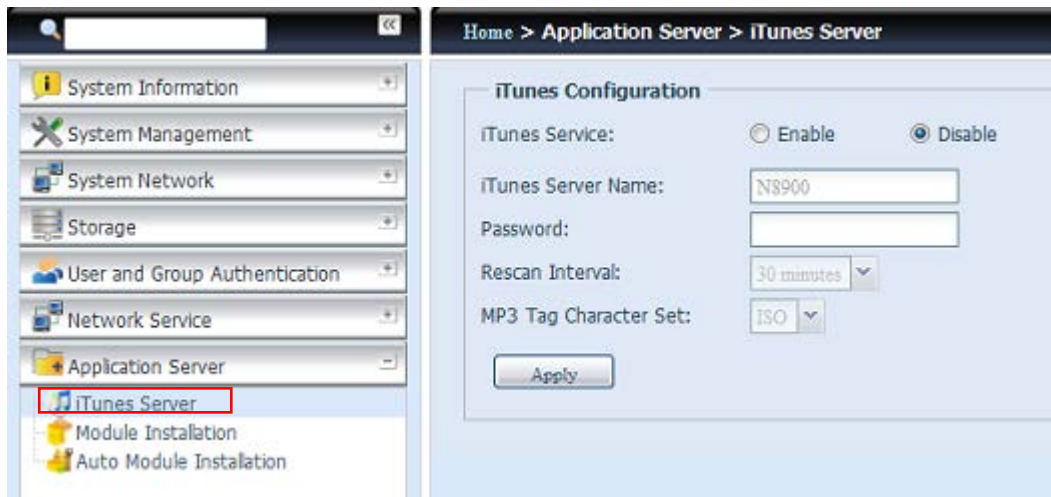 Home > Application Server > iTunes Server
System Information
System Management
System Network
Storage
User and Group Authentication
Network Service
Application Server
iTunes Server
Module Installation
Auto Module Installation
iTunes Configuration
iTunes Service: Enable Disable
iTunes Server Name: N8900
Password:
Rescan Interval: 30 minutes
MP3 Tag Character Set: ISO
Apply